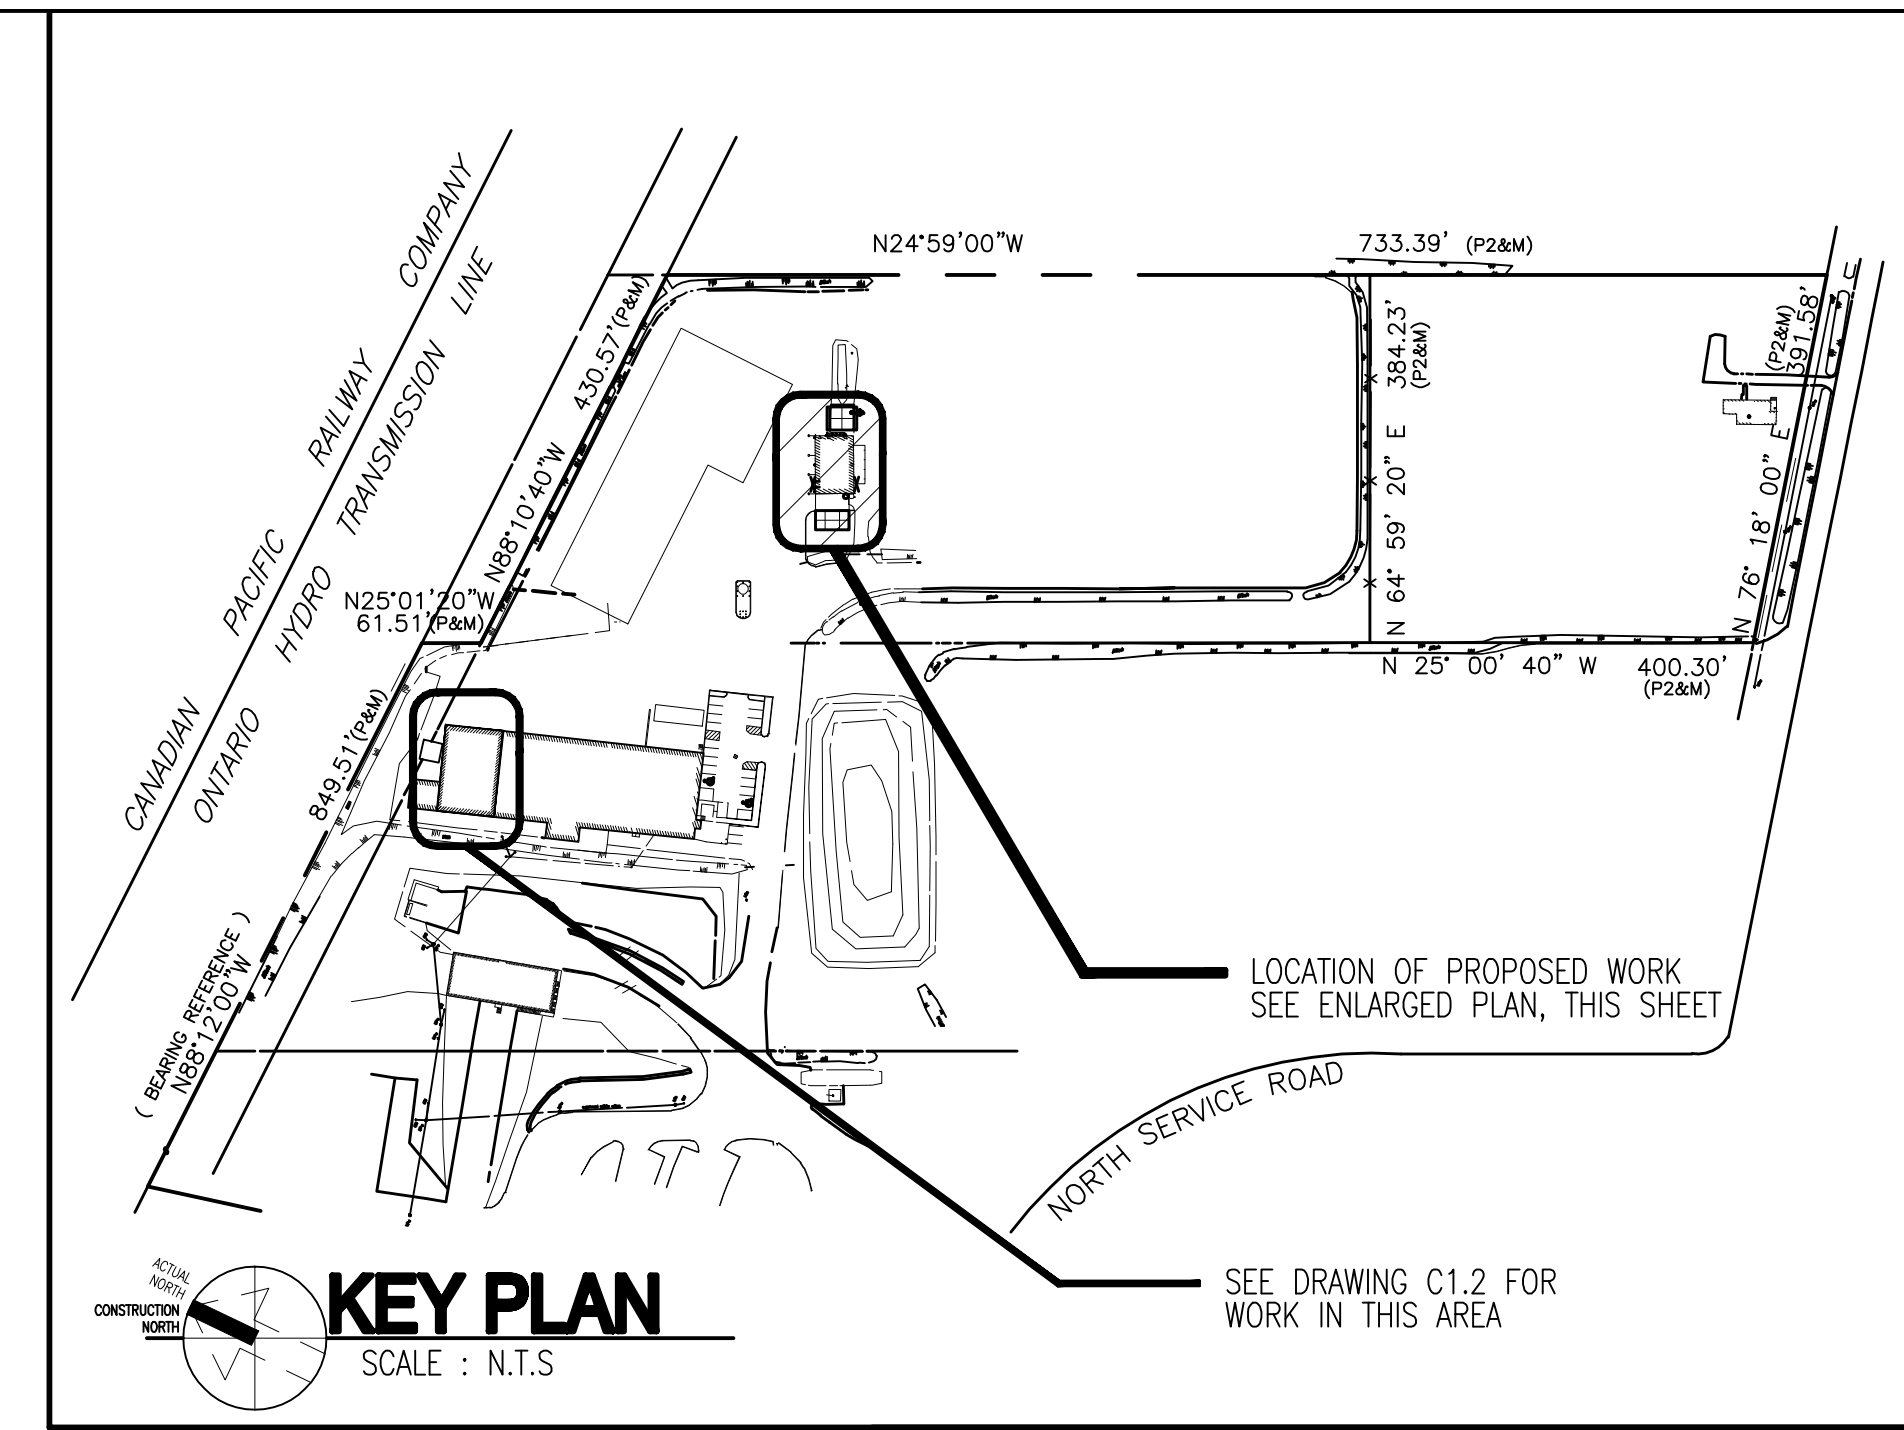 CANADIAN PACIFIC RAILWAY COMPANY
ONTARIO HYDRO TRANSMISSION LINE
N24°59'00"W
733.39' (P2&M)
430.57'(P&M)
N88°10'40"W
384.23'
(P2&M)
N 64° 59' 20" E
(P2&M)
391.58'
N 76° 18' 00" E
N25°01'20"W
61.51'(P&M)
N 25° 00' 40" W
400.30'
(P2&M)
849.51'(P&M)
( BEARING REFERENCE )
N88°12'00"W
LOCATION OF PROPOSED WORK
SEE ENLARGED PLAN, THIS SHEET
NORTH SERVICE ROAD
SEE DRAWING C1.2 FOR
WORK IN THIS AREA
ACTUAL
NORTH
CONSTRUCTION
NORTH
KEY PLAN
SCALE : N.T.S